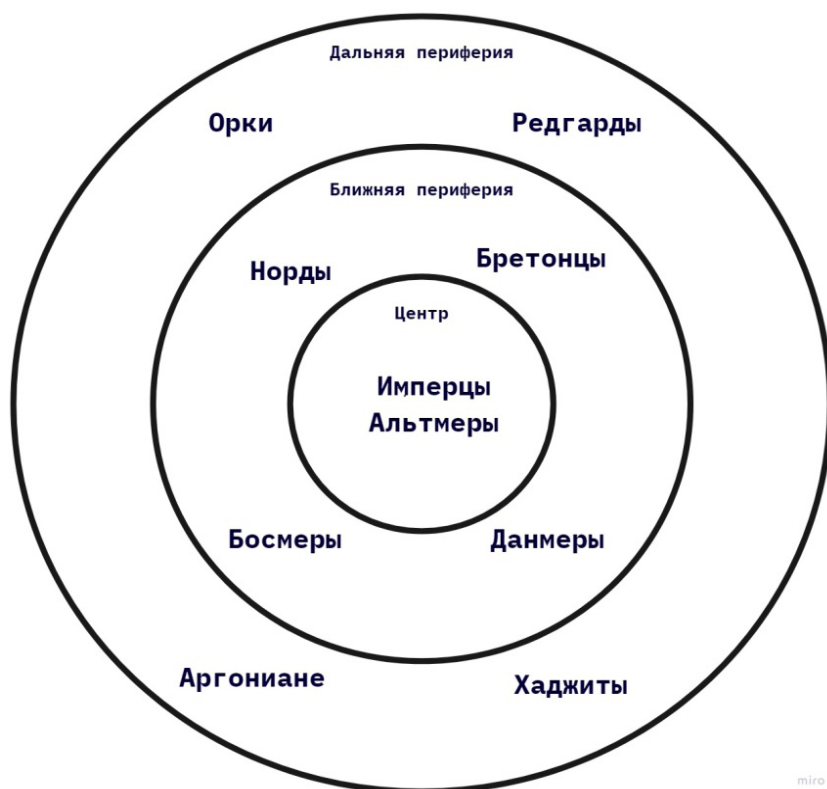 Дальняя периферия
Орки
Редгарды
Ближняя периферия
Норды
Бретонцы
Центр
Имперцы
Альтмеры
Босмеры
Данмеры
Аргониане
Хаджиты
miro